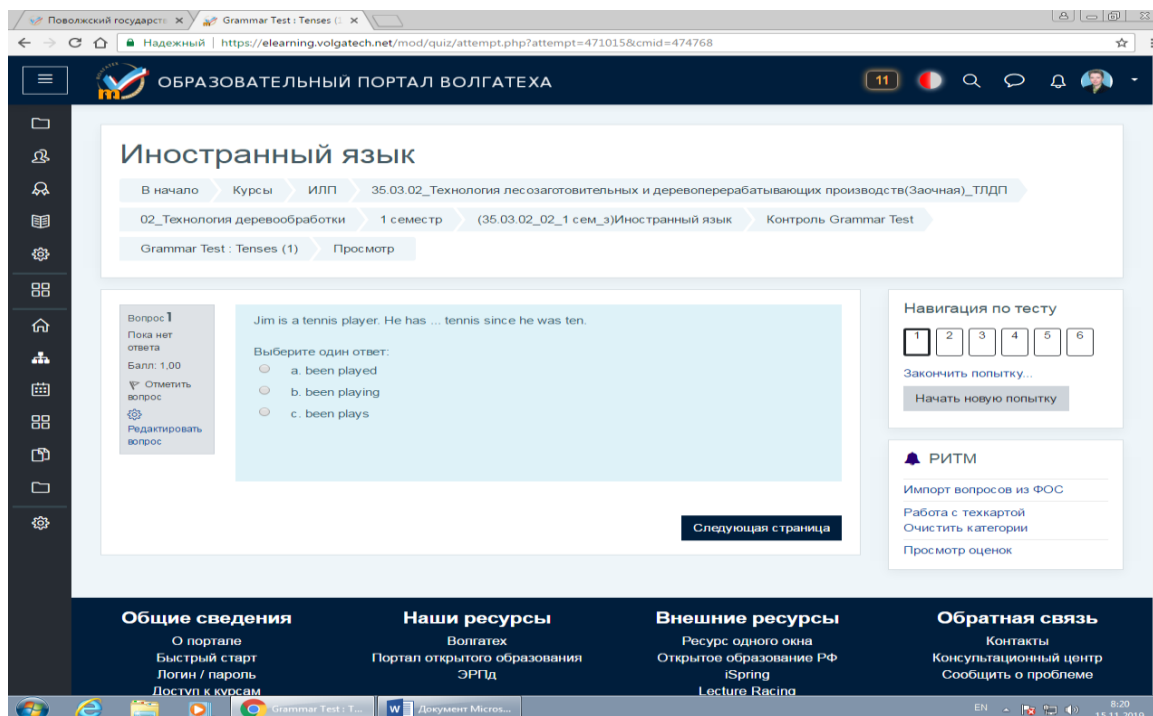 Поволжский государст
Grammar Test : Tenses (
Надежный | https://elearning.volgatech.net/mod/quiz/attempt.php?attempt=471015&cmid=474768
ОБРАЗОВАТЕЛЬНЫЙ ПОРТАЛ ВОЛГАТЕХА
11
Иностранный язык
В начало Курсы ИЛП 35.03.02_Технология лесозаготовительных и деревоперерабатывающих производств(Заочная)_ТЛДП
02_Технология деревообработки 1 семестр (35.03.02_02_1 сем_з)Иностранный язык Контроль Grammar Test
Grammar Test : Tenses (1) Просмотр
Вопрос 1
Пока нет
ответа
Балл: 1,00
Отметить
вопрос
Редактировать
вопрос
Jim is a tennis player. He has ... tennis since he was ten.
Выберите один ответ:
a. been played
b. been playing
c. been plays
Следующая страница
Навигация по тесту
1 2 3 4 5 6
Закончить попытку...
Начать новую попытку
РИТМ
Импорт вопросов из ФОС
Работа с техкартой
Очистить категории
Просмотр оценок
Общие сведения
О портале
Быстрый старт
Логин / пароль
Доступ к курсам
Наши ресурсы
Волгатех
Портал открытого образования
ЭРПд
Внешние ресурсы
Ресурс одного окна
Открытое образование РФ
iSpring
Lecture Racing
Обратная связь
Контакты
Консультационный центр
Сообщить о проблеме
Grammar Test : T...
Документ Micros...
EN
8:20
15.11.2019